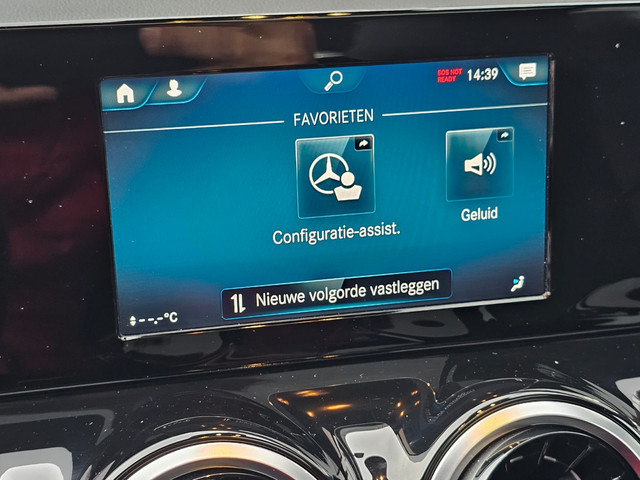 SOS NOT
READY
14:39
FAVORIETEN
Configuratie-assist.
Geluid
Nieuwe volgorde vastleggen
--.-°C